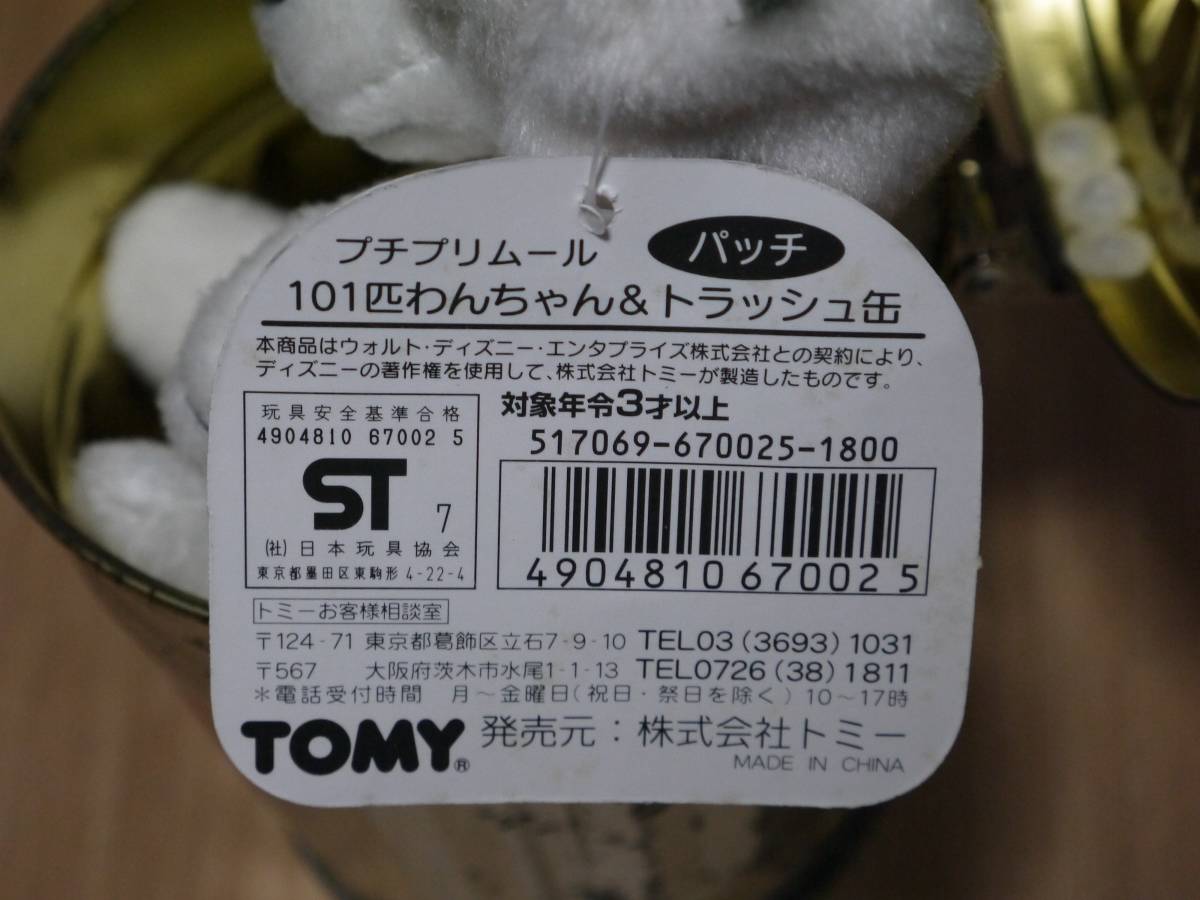 プチプリムール パッチ
101匹わんちゃん＆トラッシュ缶
本商品はウォルト・ディズニー・エンタプライズ株式会社との契約により、
ディズニーの著作権を使用して、株式会社トミーが製造したものです。
玩具安全基準合格
4904810 67002 5
ST 7
(社)日本玩具協会
東京都墨田区東駒形 4-22-4
対象年令3才以上
517069-670025-1800
4904810670025
トミーお客様相談室
〒124-71 東京都葛飾区立石7-9-10 TEL03(3693)1031
〒567 大阪府茨木市水尾1-1-13 TEL0726(38)1811
＊電話受付時間 月〜金曜日(祝日・祭日を除く)10〜17時
TOMY® 発売元：株式会社トミー
MADE IN CHINA